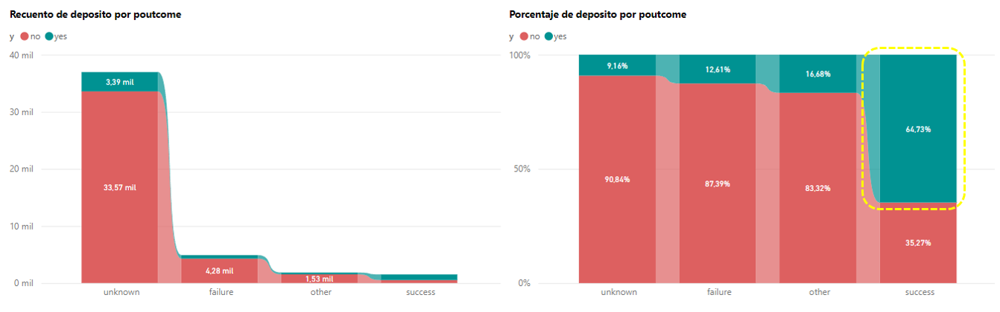 Recuento de deposito por poutcome
y no yes
40 mil
30 mil
20 mil
10 mil
0 mil
3,39 mil
33,57 mil
4,28 mil
1,53 mil
unknown failure other success
Porcentaje de deposito por poutcome
y no yes
100%
50%
0%
9,16%
12,61%
16,68%
64,73%
90,84%
87,39%
83,32%
35,27%
unknown failure other success